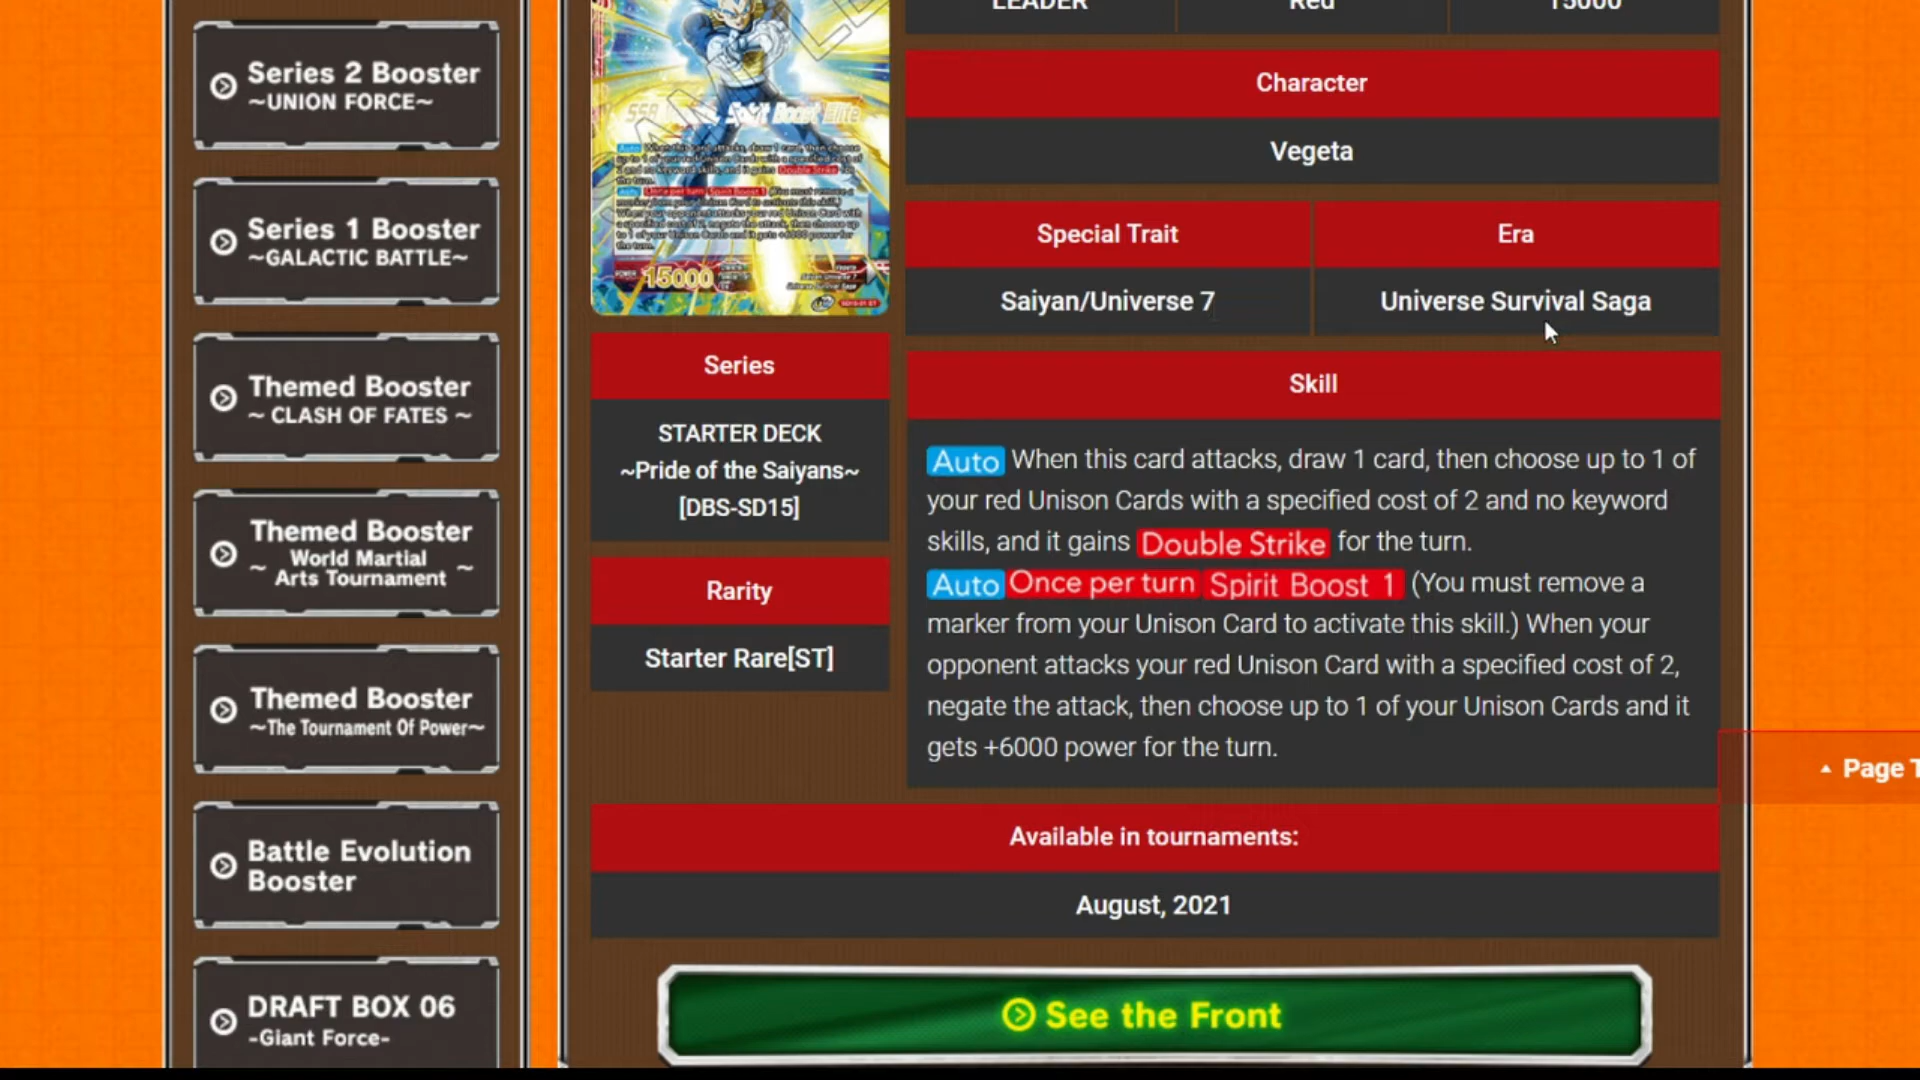 Series 2 Booster
~UNION FORCE~
Series 1 Booster
~GALACTIC BATTLE~
Themed Booster
~ CLASH OF FATES ~
Themed Booster
~ World Martial Arts Tournament ~
Themed Booster
~The Tournament Of Power~
Battle Evolution
Booster
DRAFT BOX 06
-Giant Force-
Spirit Boost Elite
15000
Series
STARTER DECK
~Pride of the Saiyans~
[DBS-SD15]
Rarity
Starter Rare[ST]
LEADER Red 15000
Character
Vegeta
Special Trait Era
Saiyan/Universe 7 Universe Survival Saga
Skill
Auto When this card attacks, draw 1 card, then choose up to 1 of
your red Unison Cards with a specified cost of 2 and no keyword
skills, and it gains Double Strike for the turn.
Auto Once per turn Spirit Boost 1 (You must remove a
marker from your Unison Card to activate this skill.) When your
opponent attacks your red Unison Card with a specified cost of 2,
negate the attack, then choose up to 1 of your Unison Cards and it
gets +6000 power for the turn.
Page
Available in tournaments:
August, 2021
See the Front